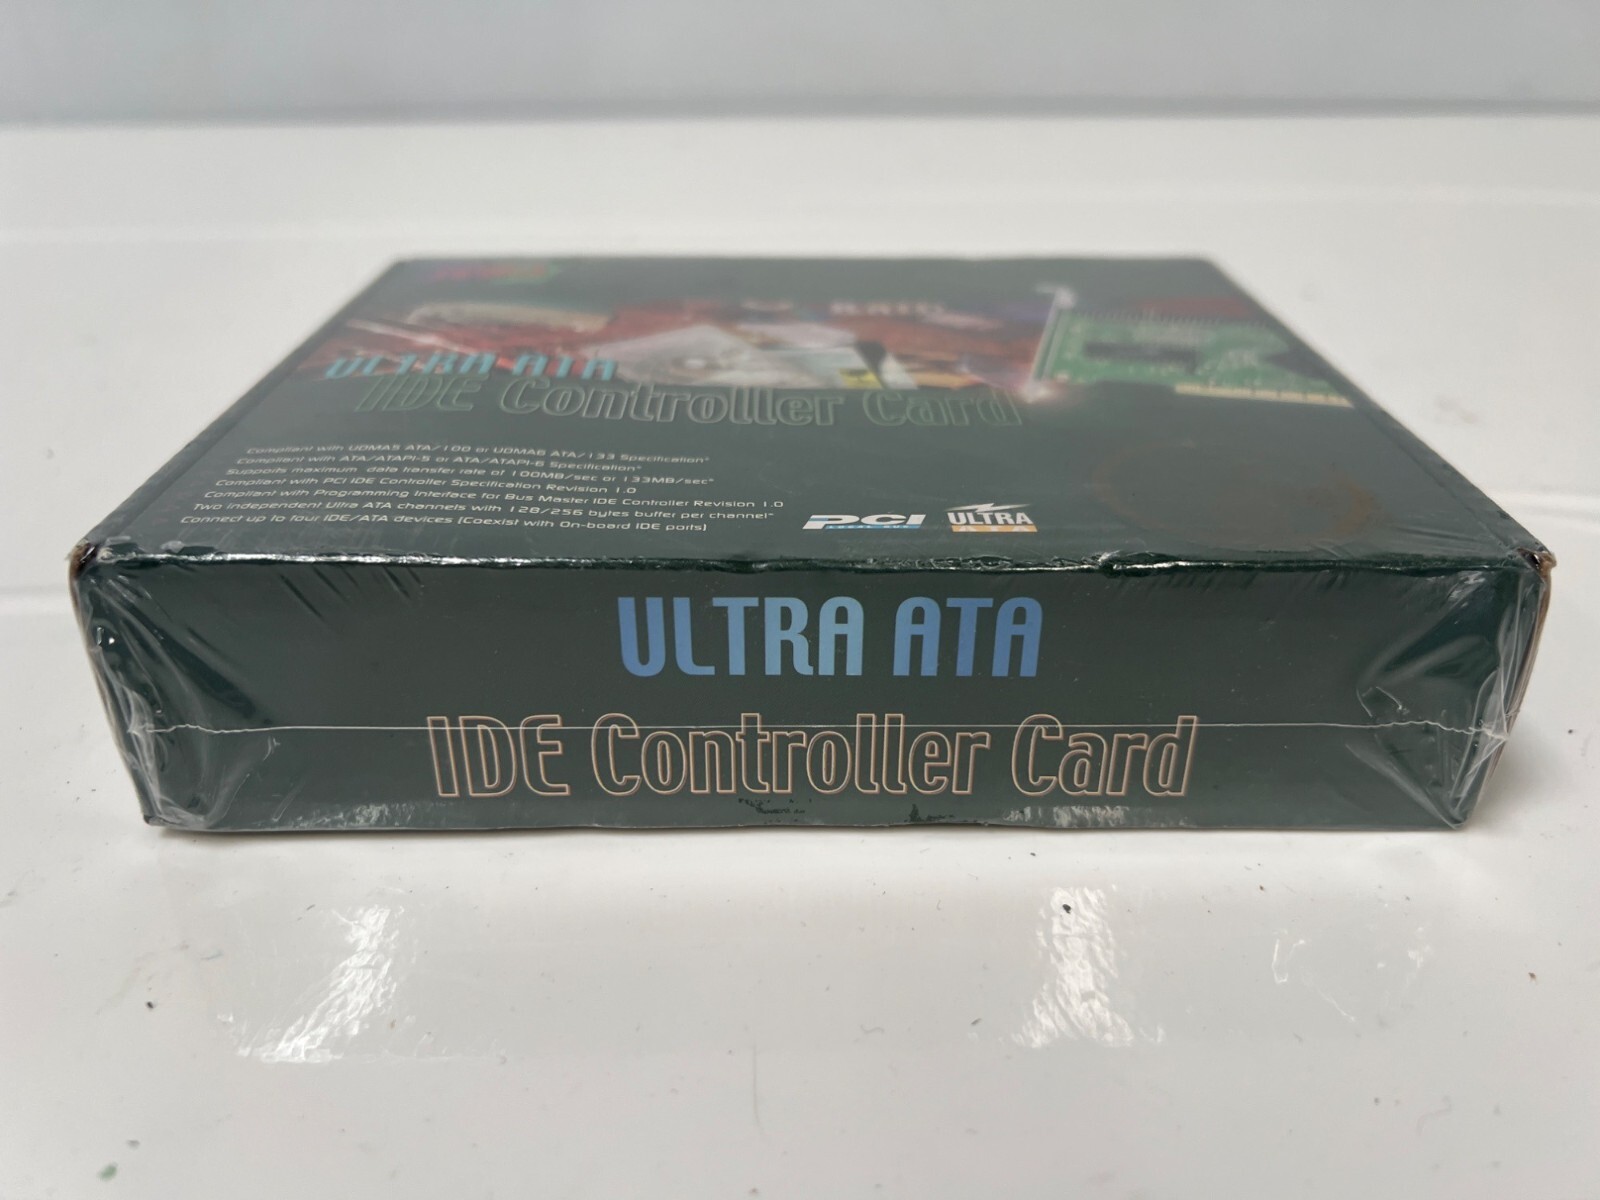 RAID
ULTRA ATA
IDE Controller Card
Compliant with UDMA5 ATA/100 or UDMA6 ATA/133 Specification*
Compliant with ATA/ATAPI-5 or ATA/ATAPI-6 Specification*
Supports maximum data transfer rate of 100MB/sec or 133MB/sec*
Compliant with PCI IDE Controller Specification Revision 1.0
Compliant with Programming Interface for Bus Master IDE Controller Revision 1.0
Two Independent Ultra ATA channels with 128/256 bytes buffer per channel*
Connect up to four IDE/ATA devices (Coexist with On-board IDE ports)
PCI
LOCAL BUS
ULTRA
ATA
ULTRA ATA
IDE Controller Card